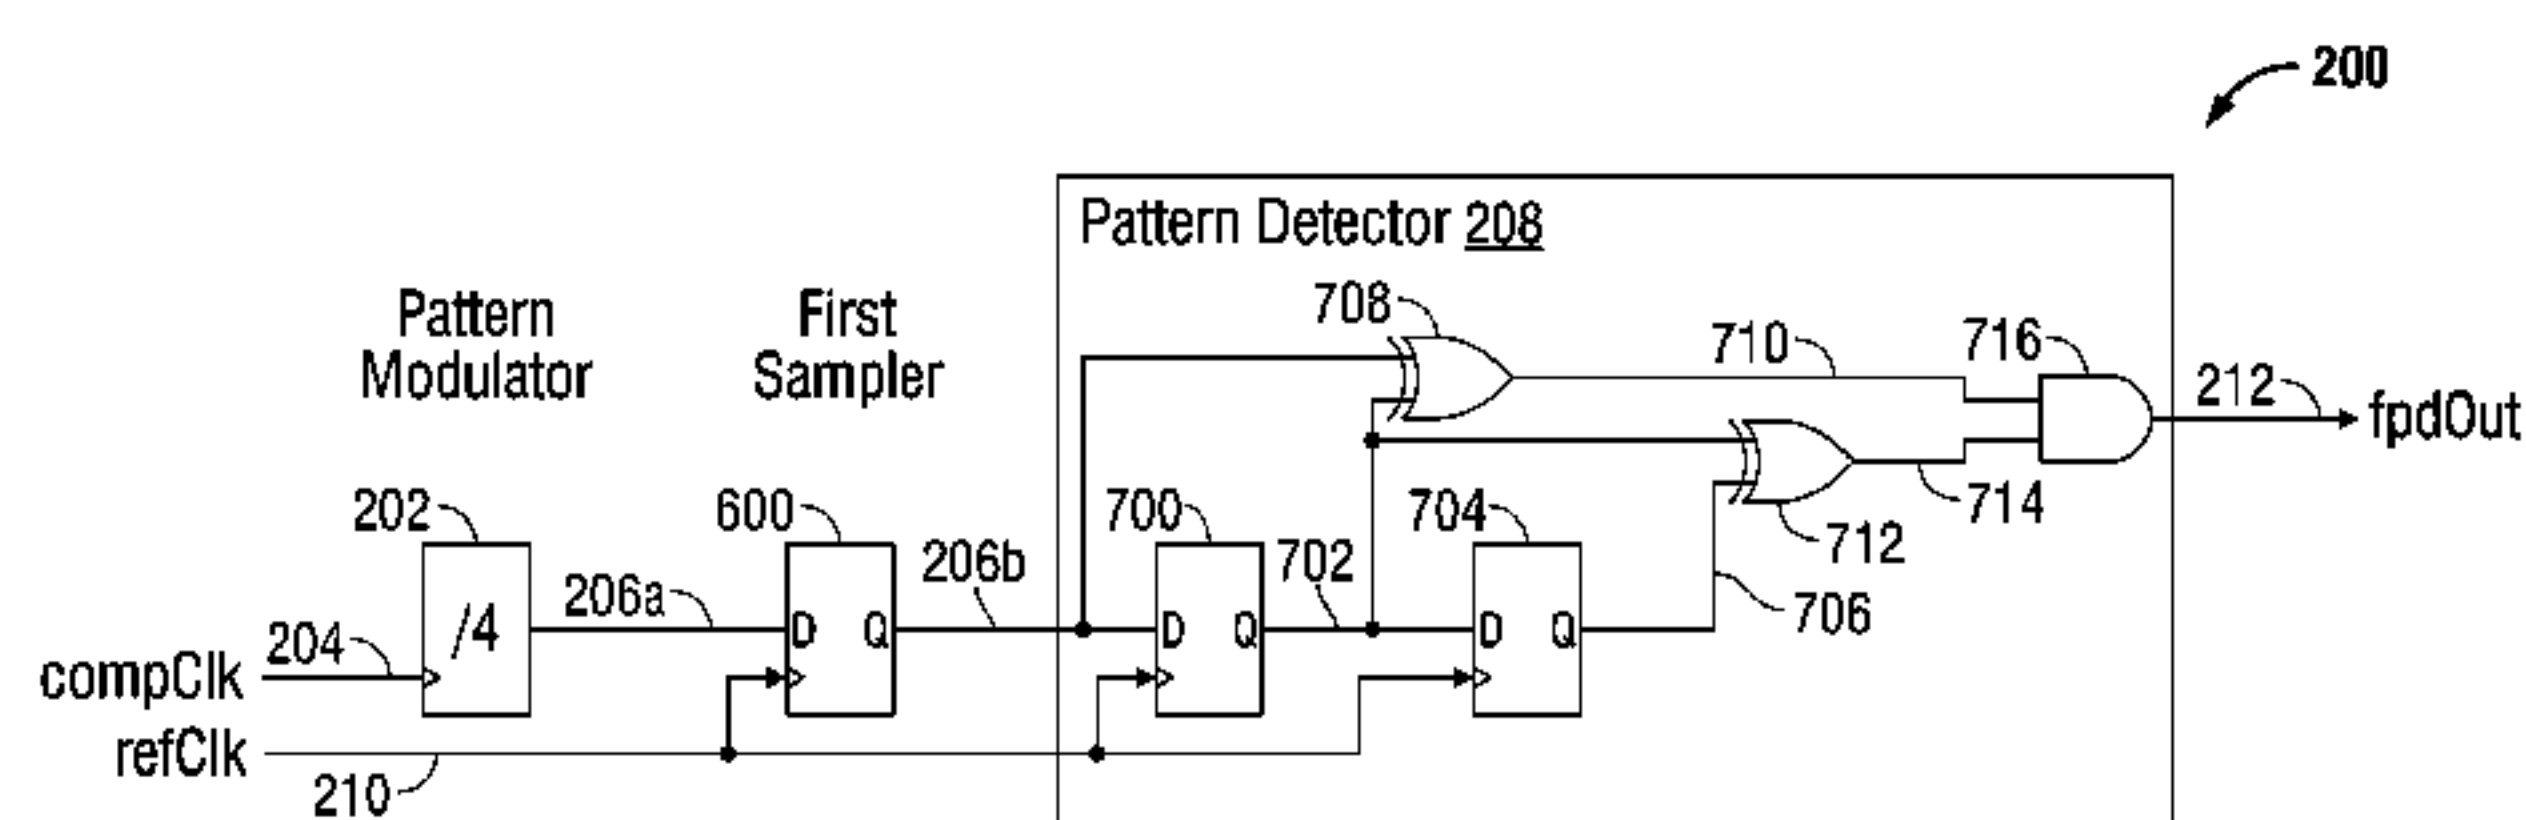 200
Pattern Detector 208
Pattern
Modulator
First
Sampler
708
710
716
212
fpdOut
202
600
206b
700
702
704
714
712
706
206a
/4
D Q
D Q
D Q
204
compClk
refClk
210